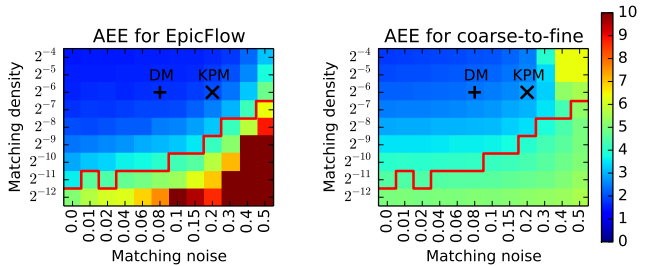 AEE for EpicFlow
Matching density
2^-4
2^-5
2^-6
2^-7
2^-8
2^-9
2^-10
2^-11
2^-12
DM KPM
0.0 0.01 0.02 0.04 0.06 0.08 0.1 0.15 0.2 0.3 0.4 0.5
Matching noise
AEE for coarse-to-fine
Matching density
2^-4
2^-5
2^-6
2^-7
2^-8
2^-9
2^-10
2^-11
2^-12
DM KPM
0.0 0.01 0.02 0.04 0.06 0.08 0.1 0.15 0.2 0.3 0.4 0.5
Matching noise
10
9
8
7
6
5
4
3
2
1
0